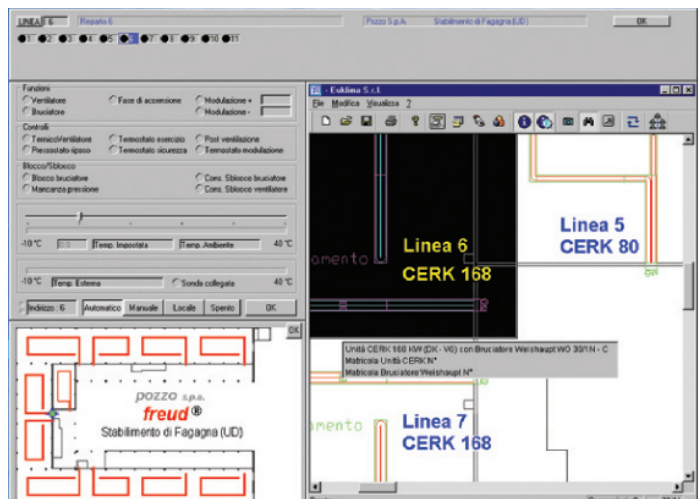 LINEA 6 Reparto 6 Pozzo S.p.A. Stabilimento di Fagagna (UD) OK
1 2 3 4 5 6 7 8 9 10 11
Funzioni
Ventilatore Fase di accensione Modulazione +
Bruciatore Modulazione -
Controlli
TermicoVentilatore Termostato esercizio Post ventilazione
Pressostato riposo Termostato sicurezza Termostato modulazione
Blocco/Sblocco
Blocco bruciatore Cons. Sblocco bruciatore
Mancanza pressione Cons. Sblocco ventilatore
-10 °C Temp. Impostata Temp. Ambiente 40 °C
-10 °C Temp. Esterna Sonda collegata 40 °C
Indirizzo : 6 Automatico Manuale Locale Spento OK
OK
pozzo s.p.a.
freud ®
Stabilimento di Fagagna (UD)
- Euklima S.r.l.
File Modifica Visualizza ?
Linea 6
CERK 168
amento
Linea 5
CERK 80
gal
Unità CERK 168 kW (DK - V0) con Bruciatore Weishaupt WG 30/1N - C
Matricola Unità CERK N°
Matricola Bruciatore Weishaupt N°
amento
Linea 7
CERK 168